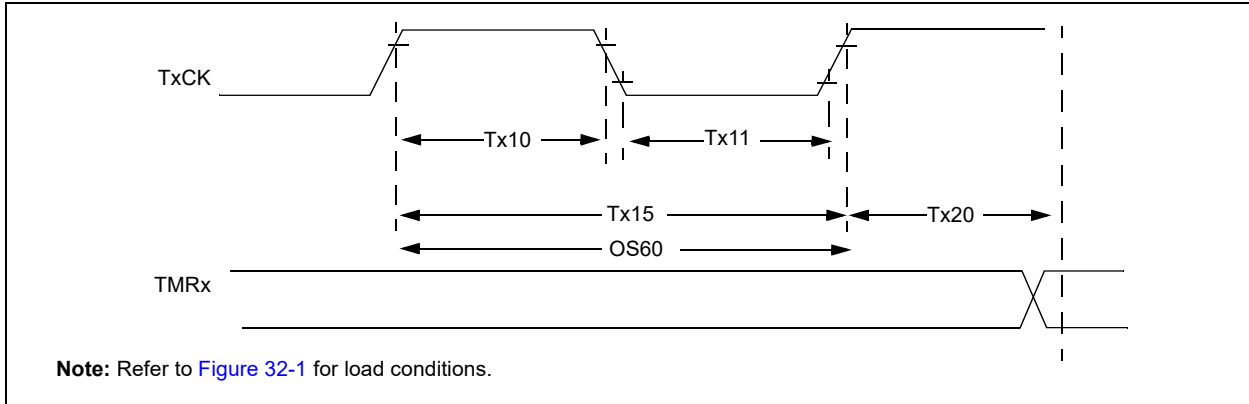 TxCK
Tx10
Tx11
Tx15
Tx20
OS60
TMRx
Note: Refer to Figure 32-1 for load conditions.